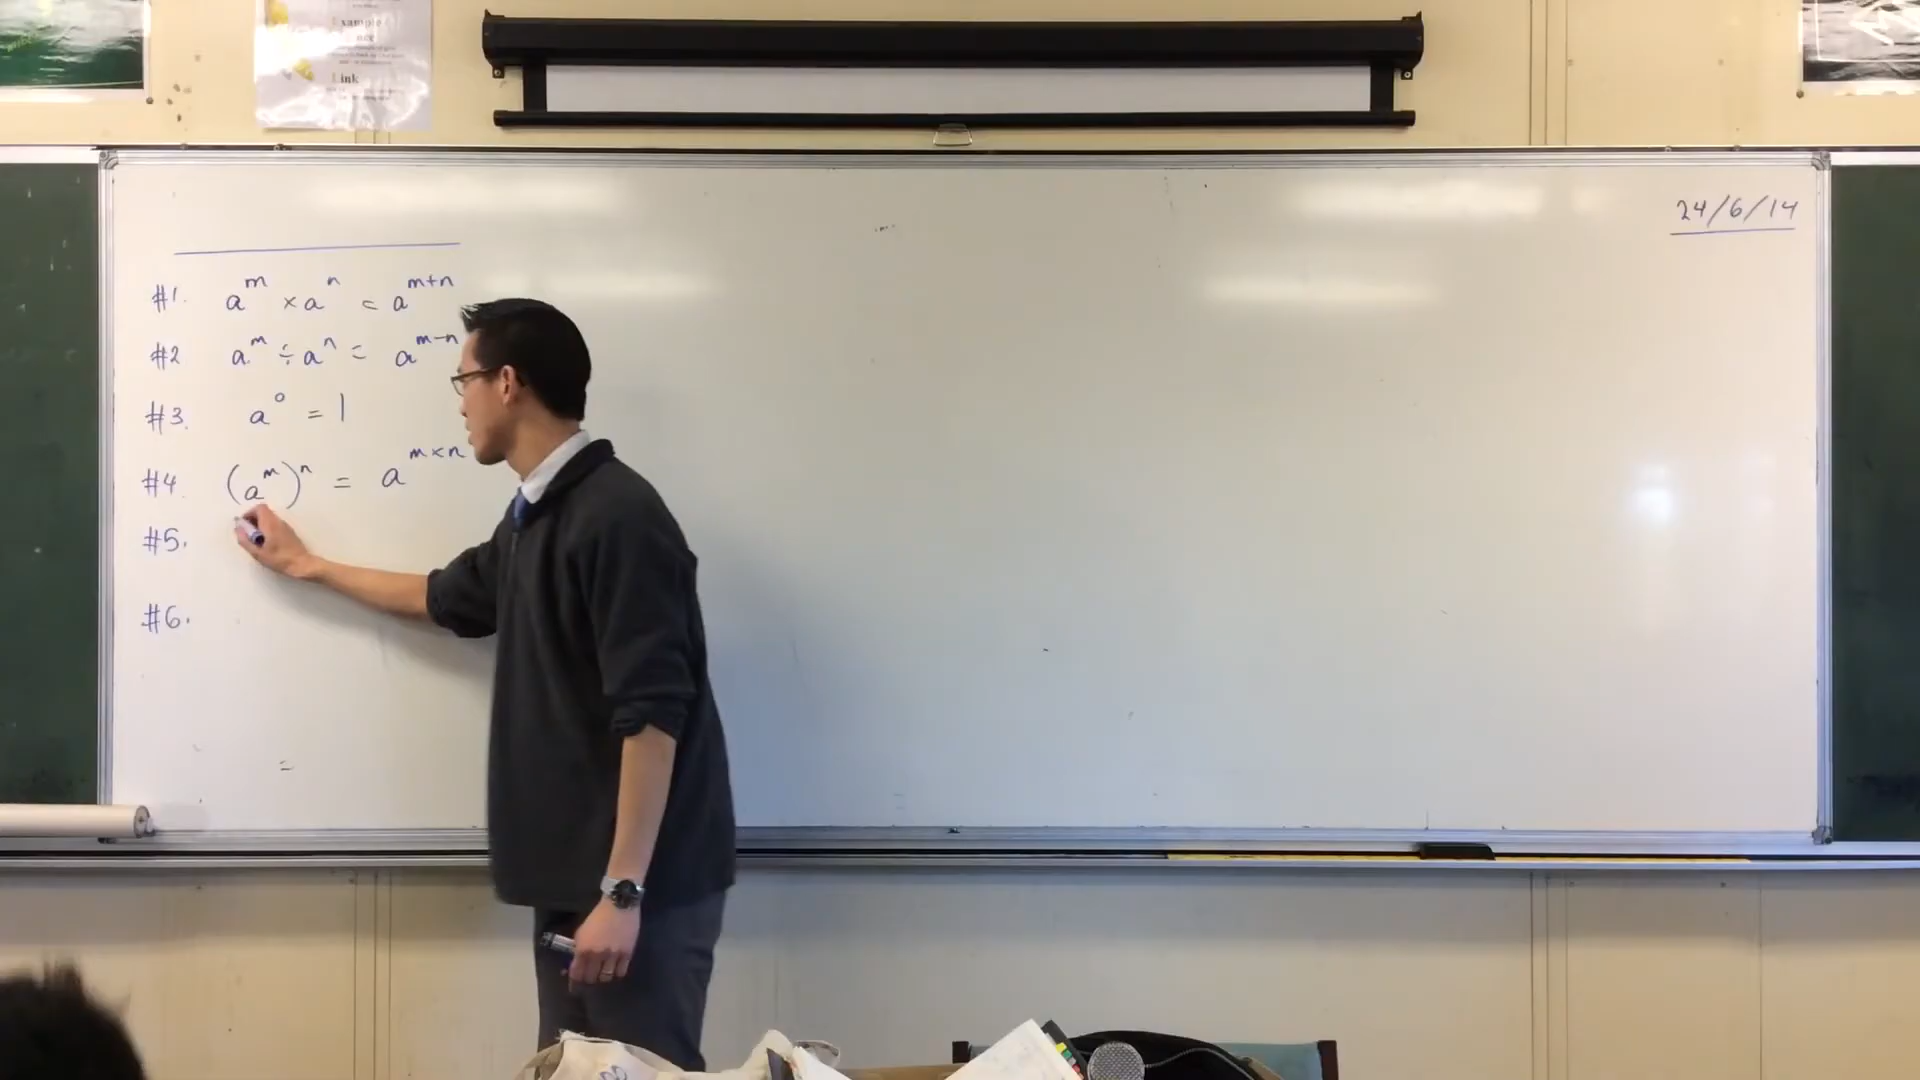 Example
Link
24/6/14
#1. a^m × a^n = a^(m+n)
#2 a^m ÷ a^n = a^(m-n)
#3. a^0 = 1
#4. (a^m)^n = a^(m×n)
#5.
#6.
=